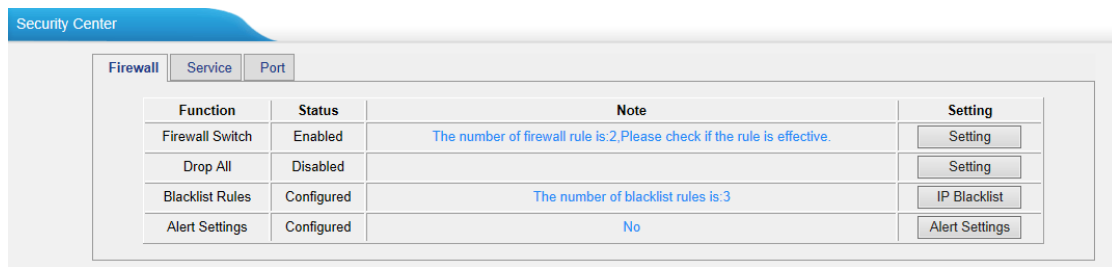 Security Center
Firewall Service Port
Function Status Note Setting
Firewall Switch Enabled The number of firewall rule is:2,Please check if the rule is effective. Setting
Drop All Disabled Setting
Blacklist Rules Configured The number of blacklist rules is:3 IP Blacklist
Alert Settings Configured No Alert Settings